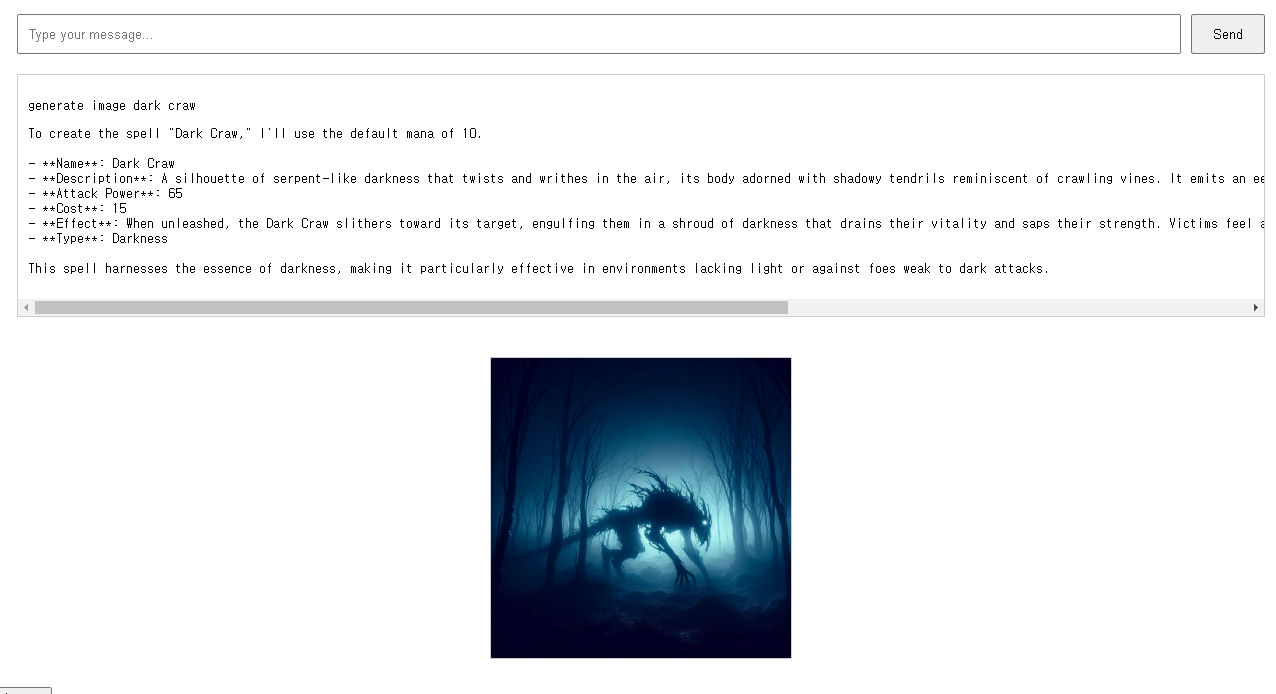 Type your message...
Send
generate image dark craw
To create the spell "Dark Craw," I'll use the default mana of 10.
- **Name**: Dark Craw
- **Description**: A silhouette of serpent-like darkness that twists and writhes in the air, its body adorned with shadowy tendrils reminiscent of crawling vines. It emits an
- **Attack Power**: 65
- **Cost**: 15
- **Effect**: When unleashed, the Dark Craw slithers toward its target, engulfing them in a shroud of darkness that drains their vitality and saps their strength. Victims feel
- **Type**: Darkness
This spell harnesses the essence of darkness, making it particularly effective in environments lacking light or against foes weak to dark attacks.